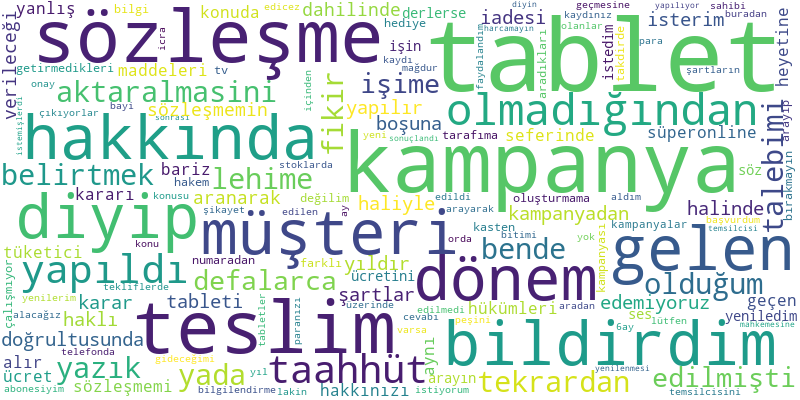 yanlış
bilgi
edicez
konuda
dahilinde
hediye
derlerse
iadesi
işin
isterim
kaydınız
diyin
geçmesine
yapılıyor
sahibi
buradan
verileceği
icra
sözleşme
tablet
istedim
olanlar
para
harcamayın
takdirde
heyetine
getirmedikleri
maddeleri
tv
kaydı
mağdur
işime
faydalandım
aradıkları
şartların
onay
bayi
aktaralmasini
içinden
fikir
yapılır
olmadığından
istemişlerdi
çıkıyorlar
sonrası
sözleşmenin
yeni
boşuna
sonuçlandı
tarafıma
seferinde
süperonline
talebimi
arayıp
bırakmayın
hakkında
stoklarda
kampanya
belirtmek
bariz
hakem
lehime
kararı
konusu
aranarak
değilim
haliyle
edildi
arayarak
oluşturmama
aldım
söz
halinde
başvurdum
temsilcisi
diyip
şikayet
edilen
ay
müşteri
kampanyadan
kampanyalar
kasten
kampanyası
yok
gelen
tüketici
konu
numaradan
farklı
yıldır
bitimi
orda
bende
çalışmıyor
yapıldı
defalarca
ücretini
dönem
olduğum
yenilerim
tekliflerde
tableti
tabletler
paranızı
şartlar
üzerinde
edilmedi
aradan
hükümleri
edemiyoruz
geçen
alacağız
haklı
karar
teslim
cevabı
peşini
ses
6ay
lütfen
yeniledim
mahkemesine
doğrultusunda
telefonda
gideceğimi
varsa
aynı
bildirdim
alır
yazık
yada
taahhüt
yenilenmesi
ücret
sözleşmemi
yıl
hakkınızı
arayın
tekrardan
edilmişti
abonesiyim
bilgilendirme
lakin
istiyorum
temsilcisini